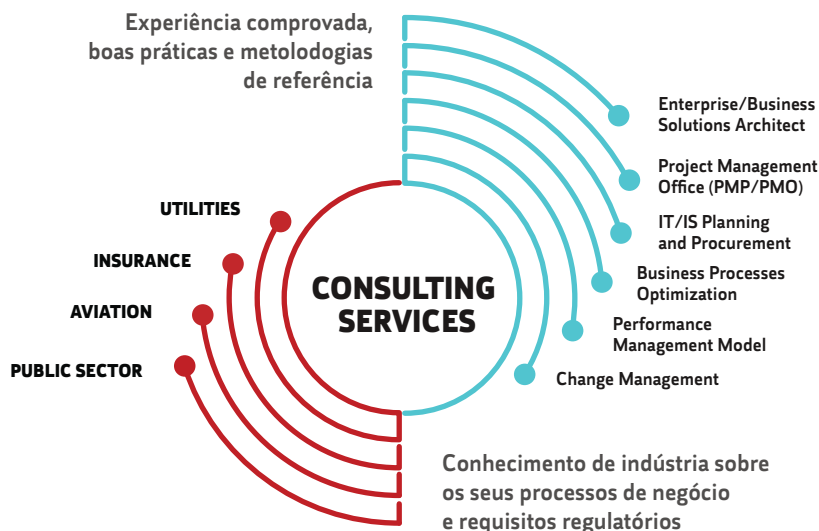 Experiência comprovada,
boas práticas e metolodogias
de referência
Enterprise/Business
Solutions Architect
Project Management
Office (PMP/PMO)
IT/IS Planning
and Procurement
Business Processes
Optimization
Performance
Management Model
Change Management
UTILITIES
INSURANCE
AVIATION
PUBLIC SECTOR
CONSULTING
SERVICES
Conhecimento de indústria sobre
os seus processos de negócio
e requisitos regulatórios